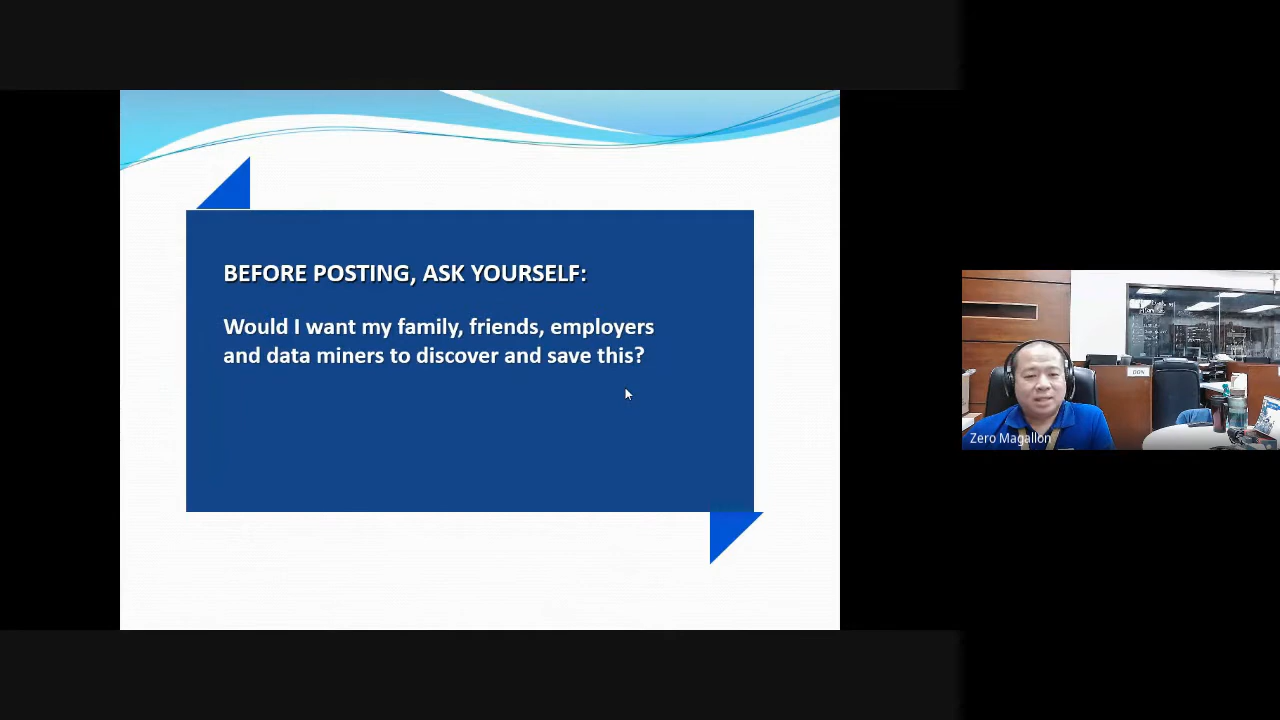 BEFORE POSTING, ASK YOURSELF:
Would I want my family, friends, employers
and data miners to discover and save this?
Zero Magallon